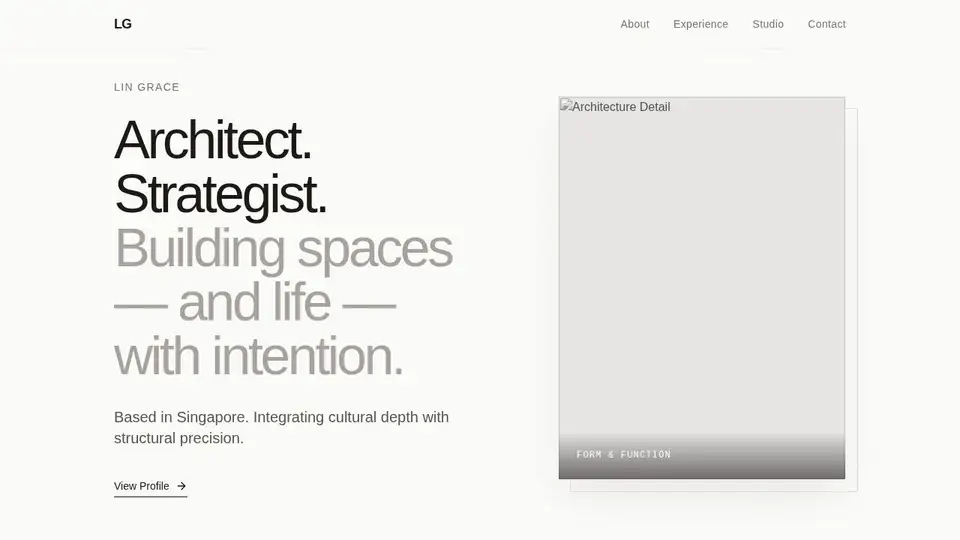 LG
About
Experience
Studio
Contact
LIN GRACE
Architect.
Strategist.
Building spaces
— and life —
with intention.
Based in Singapore. Integrating cultural depth with
structural precision.
View Profile →
Architecture Detail
FORM & FUNCTION